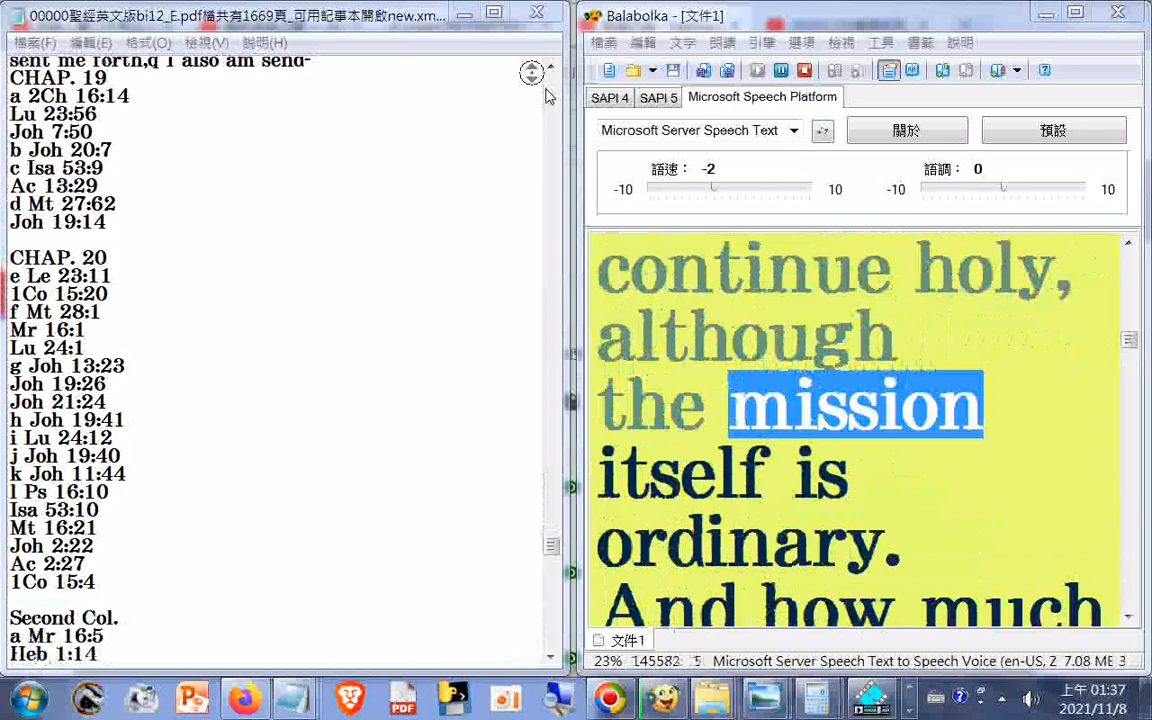 00000聖經英文版bi12_E.pdf檔共有1669頁_可用記事本開啟new.xm...
檔案(F) 編輯(E) 格式(O) 檢視(V) 說明(H)
sent me forth,q I also am send-
CHAP. 19
a 2Ch 16:14
Lu 23:56
Joh 7:50
b Joh 20:7
c Isa 53:9
Ac 13:29
d Mt 27:62
Joh 19:14
CHAP. 20
e Le 23:11
1Co 15:20
f Mt 28:1
Mr 16:1
Lu 24:1
g Joh 13:23
Joh 19:26
Joh 21:24
h Joh 19:41
i Lu 24:12
j Joh 19:40
k Joh 11:44
l Ps 16:10
Isa 53:10
Mt 16:21
Joh 2:22
Ac 2:27
1Co 15:4
Second Col.
a Mr 16:5
Heb 1:14
Balabolka - [文件1]
檔案 編輯 文字 朗讀 引擎 選項 檢視 工具 書籤 說明
SAPI 4 SAPI 5 Microsoft Speech Platform
Microsoft Server Speech Text 關於 預設
語速： -2 語調： 0
-10 10 -10 10
continue holy,
although
the mission
itself is
ordinary.
And how much
文件1
23% 145582 : 5 Microsoft Server Speech Text to Speech Voice (en-US, Z 7.08 ME 3
PDF
上午 01:37
2021/11/8